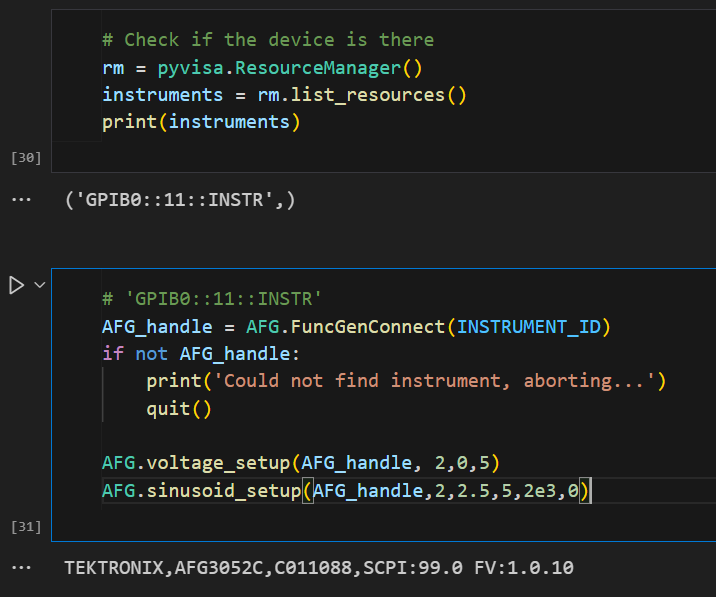 # Check if the device is there
rm = pyvisa.ResourceManager()
instruments = rm.list_resources()
print(instruments)
[30]
... ('GPIB0::11::INSTR',)
# 'GPIB0::11::INSTR'
AFG_handle = AFG.FuncGenConnect(INSTRUMENT_ID)
if not AFG_handle:
    print('Could not find instrument, aborting...')
    quit()
AFG.voltage_setup(AFG_handle, 2,0,5)
AFG.sinusoid_setup(AFG_handle,2,2.5,5,2e3,0)
[31]
... TEKTRONIX,AFG3052C,C011088,SCPI:99.0 FV:1.0.10